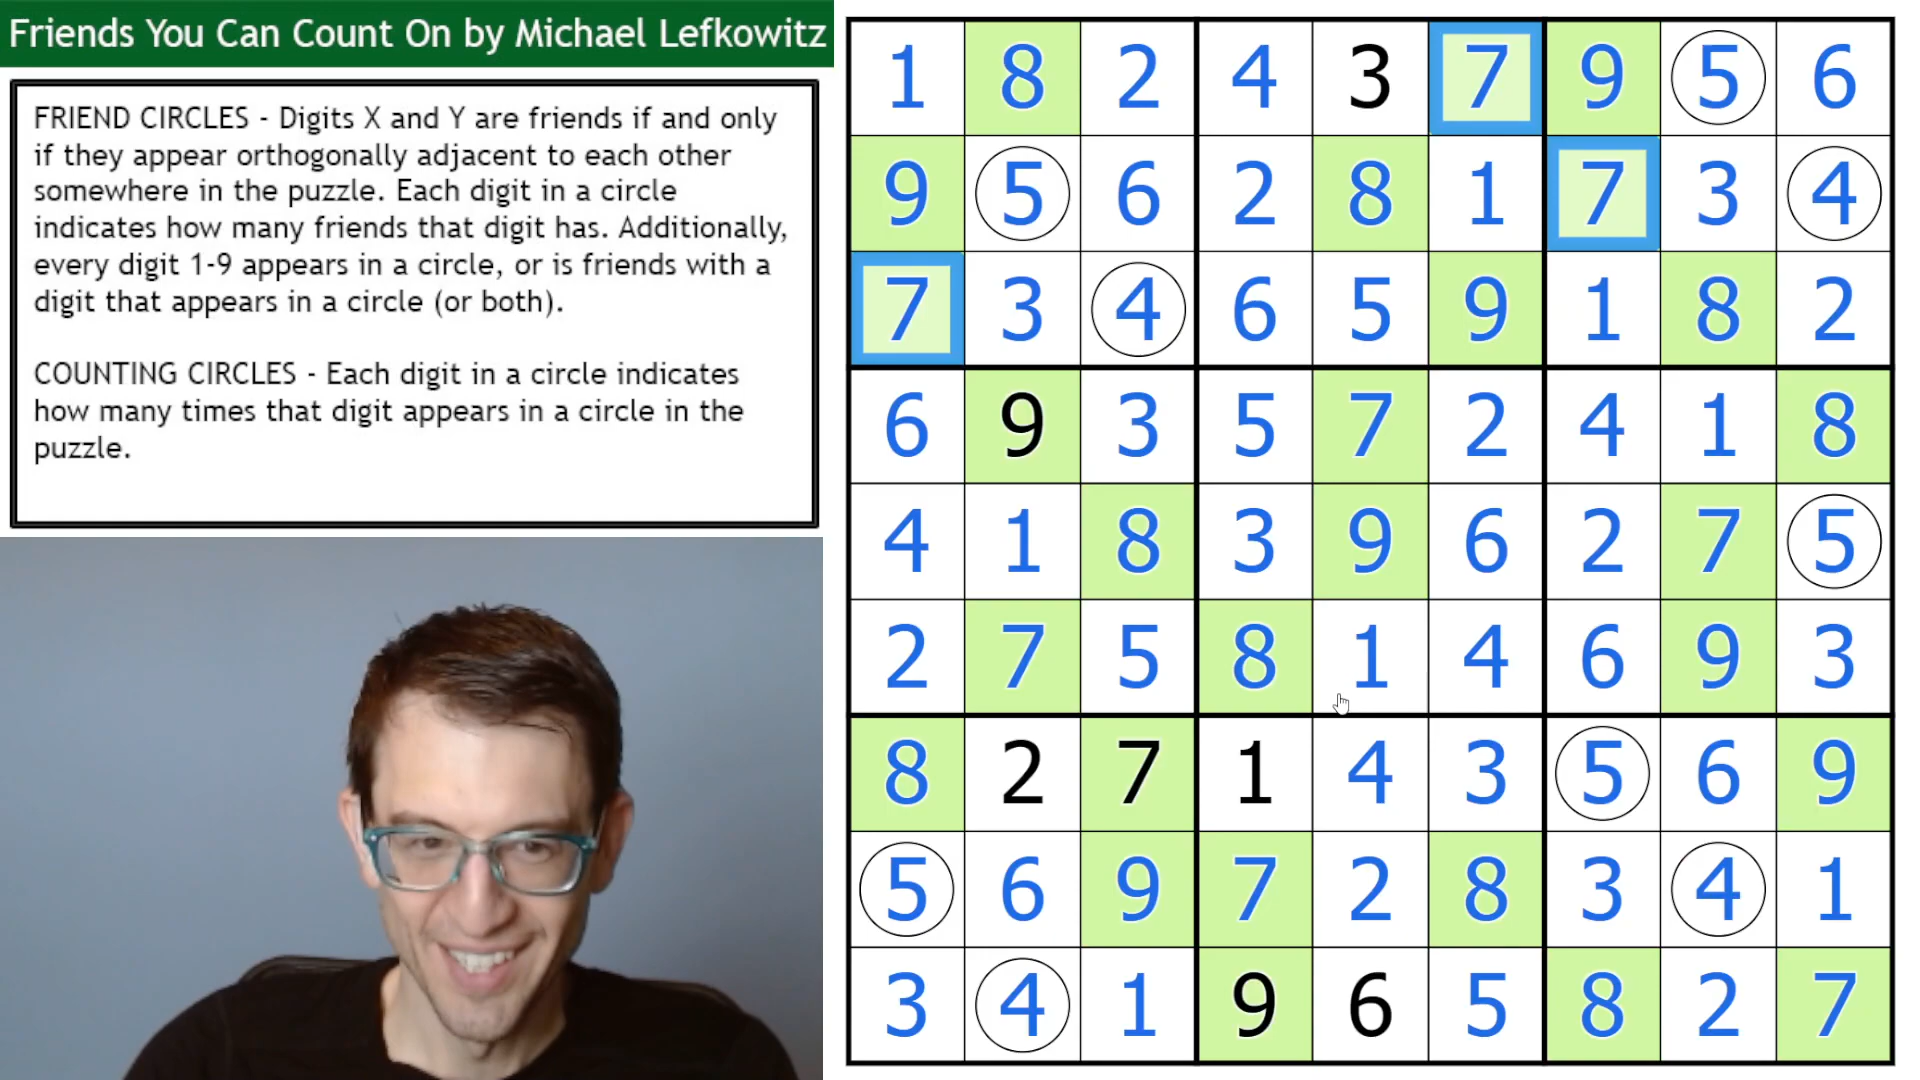 Friends You Can Count On by Michael Lefkowitz
FRIEND CIRCLES - Digits X and Y are friends if and only
if they appear orthogonally adjacent to each other
somewhere in the puzzle. Each digit in a circle
indicates how many friends that digit has. Additionally,
every digit 1-9 appears in a circle, or is friends with a
digit that appears in a circle (or both).
COUNTING CIRCLES - Each digit in a circle indicates
how many times that digit appears in a circle in the
puzzle.
1 8 2 4 3 7 9 5 6
9 5 6 2 8 1 7 3 4
7 3 4 6 5 9 1 8 2
6 9 3 5 7 2 4 1 8
4 1 8 3 9 6 2 7 5
2 7 5 8 1 4 6 9 3
8 2 7 1 4 3 5 6 9
5 6 9 7 2 8 3 4 1
3 4 1 9 6 5 8 2 7